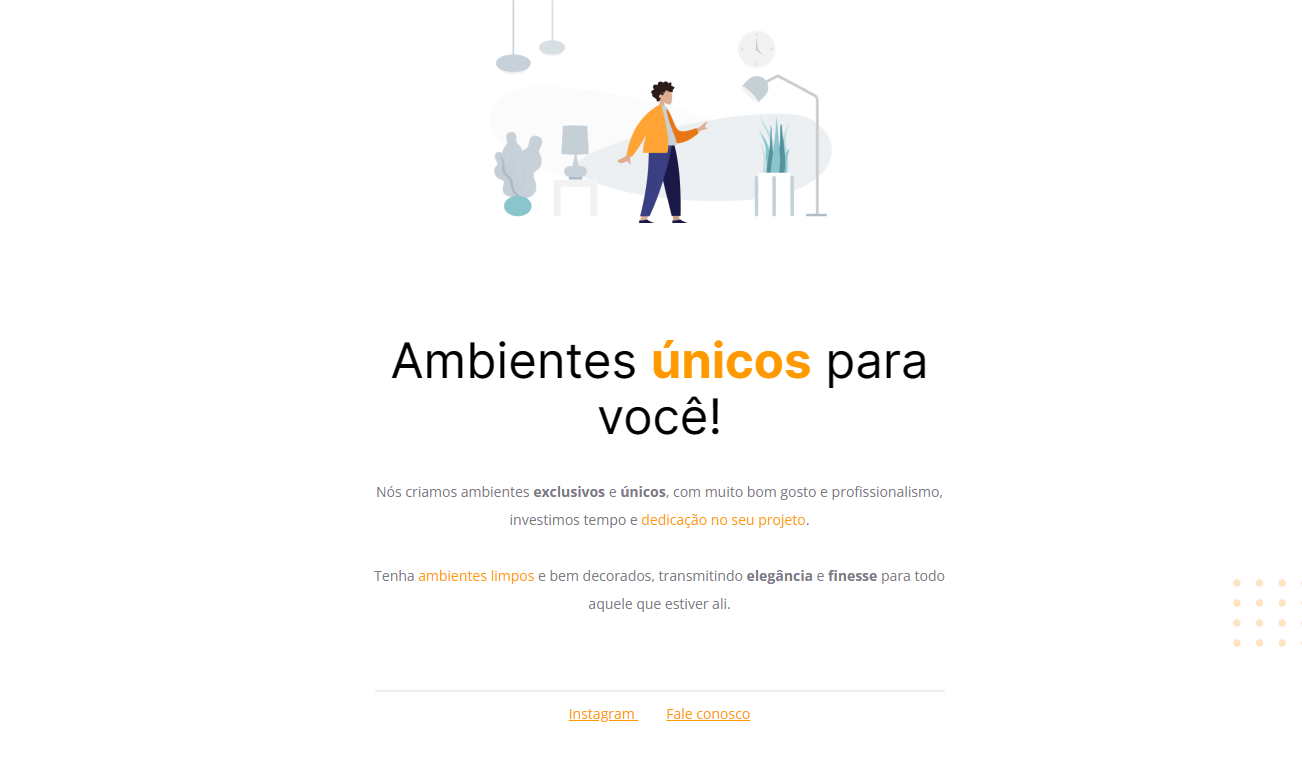 Ambientes únicos para
você!
Nós criamos ambientes exclusivos e únicos, com muito bom gosto e profissionalismo,
investimos tempo e dedicação no seu projeto.
Tenha ambientes limpos e bem decorados, transmitindo elegância e finesse para todo
aquele que estiver ali.
Instagram Fale conosco